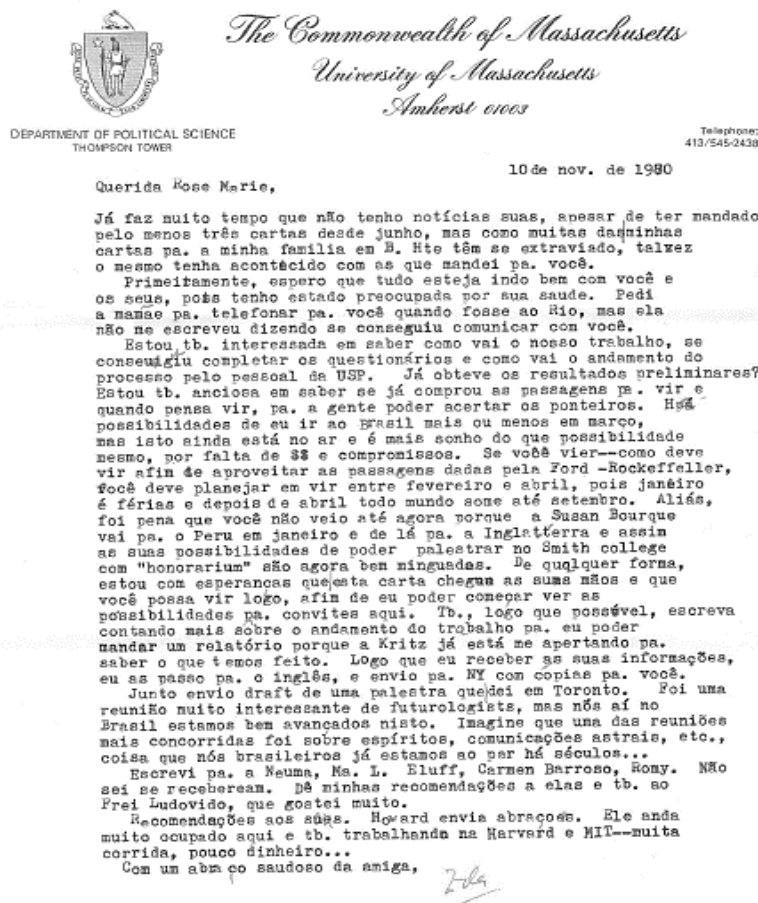 The Commonwealth of Massachusetts
University of Massachusetts
Amherst 01003
DEPARTMENT OF POLITICAL SCIENCE
THOMPSON TOWER
Telephone:
413/545-2438
10 de nov. de 1980
Querida Rose Marie,
Já faz muito tempo que não tenho notícias suas, apesar de ter mandado
pelo menos três cartas desde junho, mas como muitas das minhas
cartas pa. a minha familia em B. Hte têm se extraviado, talvez
o mesmo tenha acontecido com as que mandei pa. você.
Primeitamente, espero que tudo esteja indo bem com você e
os seus, pois tenho estado preocupada por sua saude. Pedi
a mamãe pa. telefonar pa. você quando fosse ao Rio, mas ela
não me escreveu dizendo se conseguiu comunicar com você.
Estou tb. interessada em saber como vai o nosso trabalho, se
conseguiu completar os questionários e como vai o andamento do
processo pelo pessoal da USP. Já obteve os resultados preliminares?
Estou tb. anciosa em saber se já comprou as passagens pa. vir e
quando pensa vir, pa. a gente poder acertar os ponteiros. Há
possibilidades de eu ir ao Brasil mais ou menos em março,
mas isto ainda está no ar e é mais sonho do que possibilidade
mesmo, por falta de $$ e compromissos. Se você vier--como deve
vir afim de aproveitar as passagens dadas pela Ford -Rockeffeller,
você deve planejar em vir entre fevereiro e abril, pois janeiro
é férias e depois de abril todo mundo some até setembro. Aliás,
foi pena que você não veio até agora porque a Susan Bourque
vai pa. o Peru em janeiro e de lá pa. a Inglatterra e assim
as suas possibilidades de poder palestrar no Smith college
com "honorarium" são agora bem minguadas. De quqlquer forma,
estou com esperanças que esta carta chegue as suas mãos e que
você possa vir logo, afim de eu poder começar ver as
possibilidades pa. convites aqui. Tb., logo que possével, escreva
contando mais sobre o andamento do trabalho pa. eu poder
mandar um relatório porque a Kritz já está me apertando pa.
saber o que temos feito. Logo que eu receber as suas informações,
eu as passo pa. o inglês, e envio pa. NY com cópias pa. você.
Junto envio draft de uma palestra que dei em Toronto. Foi uma
reunião muito interessante de futurologists, mas nós aí no
Brasil estamos bem avançados nisto. Imagine que uma das reuniões
mais concorridas foi sobre espíritos, comunicações astrais, etc.,
coisa que nós brasileiros já estamos ao par há séculos...
Escrevi pa. a Neuma, Ma. L. Eluff, Carmen Barroso, Romy. Não
sei se recebeream. Dê minhas recomendações a elas e tb. ao
Frei Ludovido, que gostei muito.
Recomendações aos suas. Howard envia abraços. Ele anda
muito ocupado aqui e tb. trabalhando na Harvard e MIT--muita
corrida, pouco dinheiro...
Com um abraço saudoso da amiga,